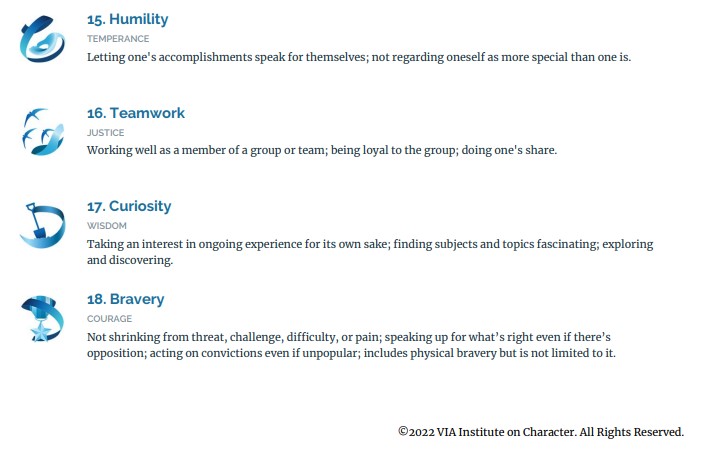 15. Humility
TEMPERANCE
Letting one's accomplishments speak for themselves; not regarding oneself as more special than one is.
16. Teamwork
JUSTICE
Working well as a member of a group or team; being loyal to the group; doing one's share.
17. Curiosity
WISDOM
Taking an interest in ongoing experience for its own sake; finding subjects and topics fascinating; exploring
and discovering.
18. Bravery
COURAGE
Not shrinking from threat, challenge, difficulty, or pain; speaking up for what’s right even if there’s
opposition; acting on convictions even if unpopular; includes physical bravery but is not limited to it.
©2022 VIA Institute on Character. All Rights Reserved.